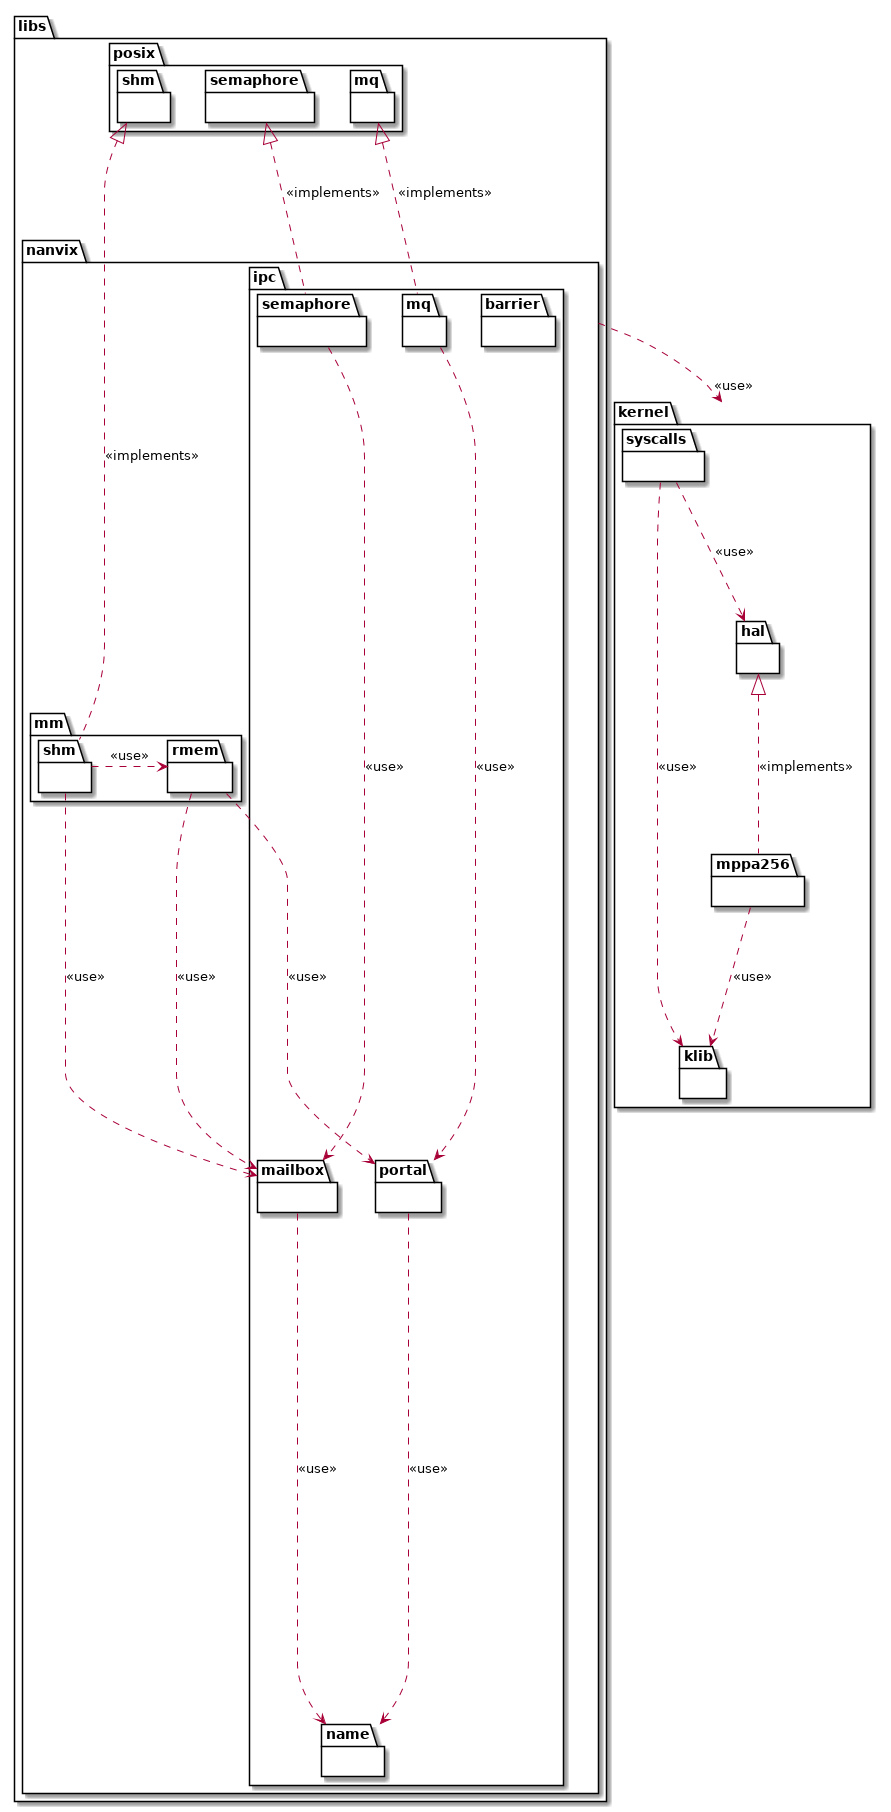 libs
posix
shm
semaphore
mq
«implements»
«implements»
nanvix
ipc
semaphore
mq
barrier
«use»
kernel
syscalls
«implements»
«use»
hal
mm
shm
«use»
rmem
«use»
«use»
«use»
«implements»
mppa256
«use»
«use»
«use»
«use»
klib
mailbox
portal
«use»
«use»
name